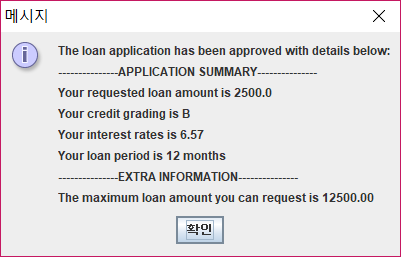 메시지
The loan application has been approved with details below:
---------------APPLICATION SUMMARY---------------
Your requested loan amount is 2500.0
Your credit grading is B
Your interest rates is 6.57
Your loan period is 12 months
---------------EXTRA INFORMATION---------------
The maximum loan amount you can request is 12500.00
확인